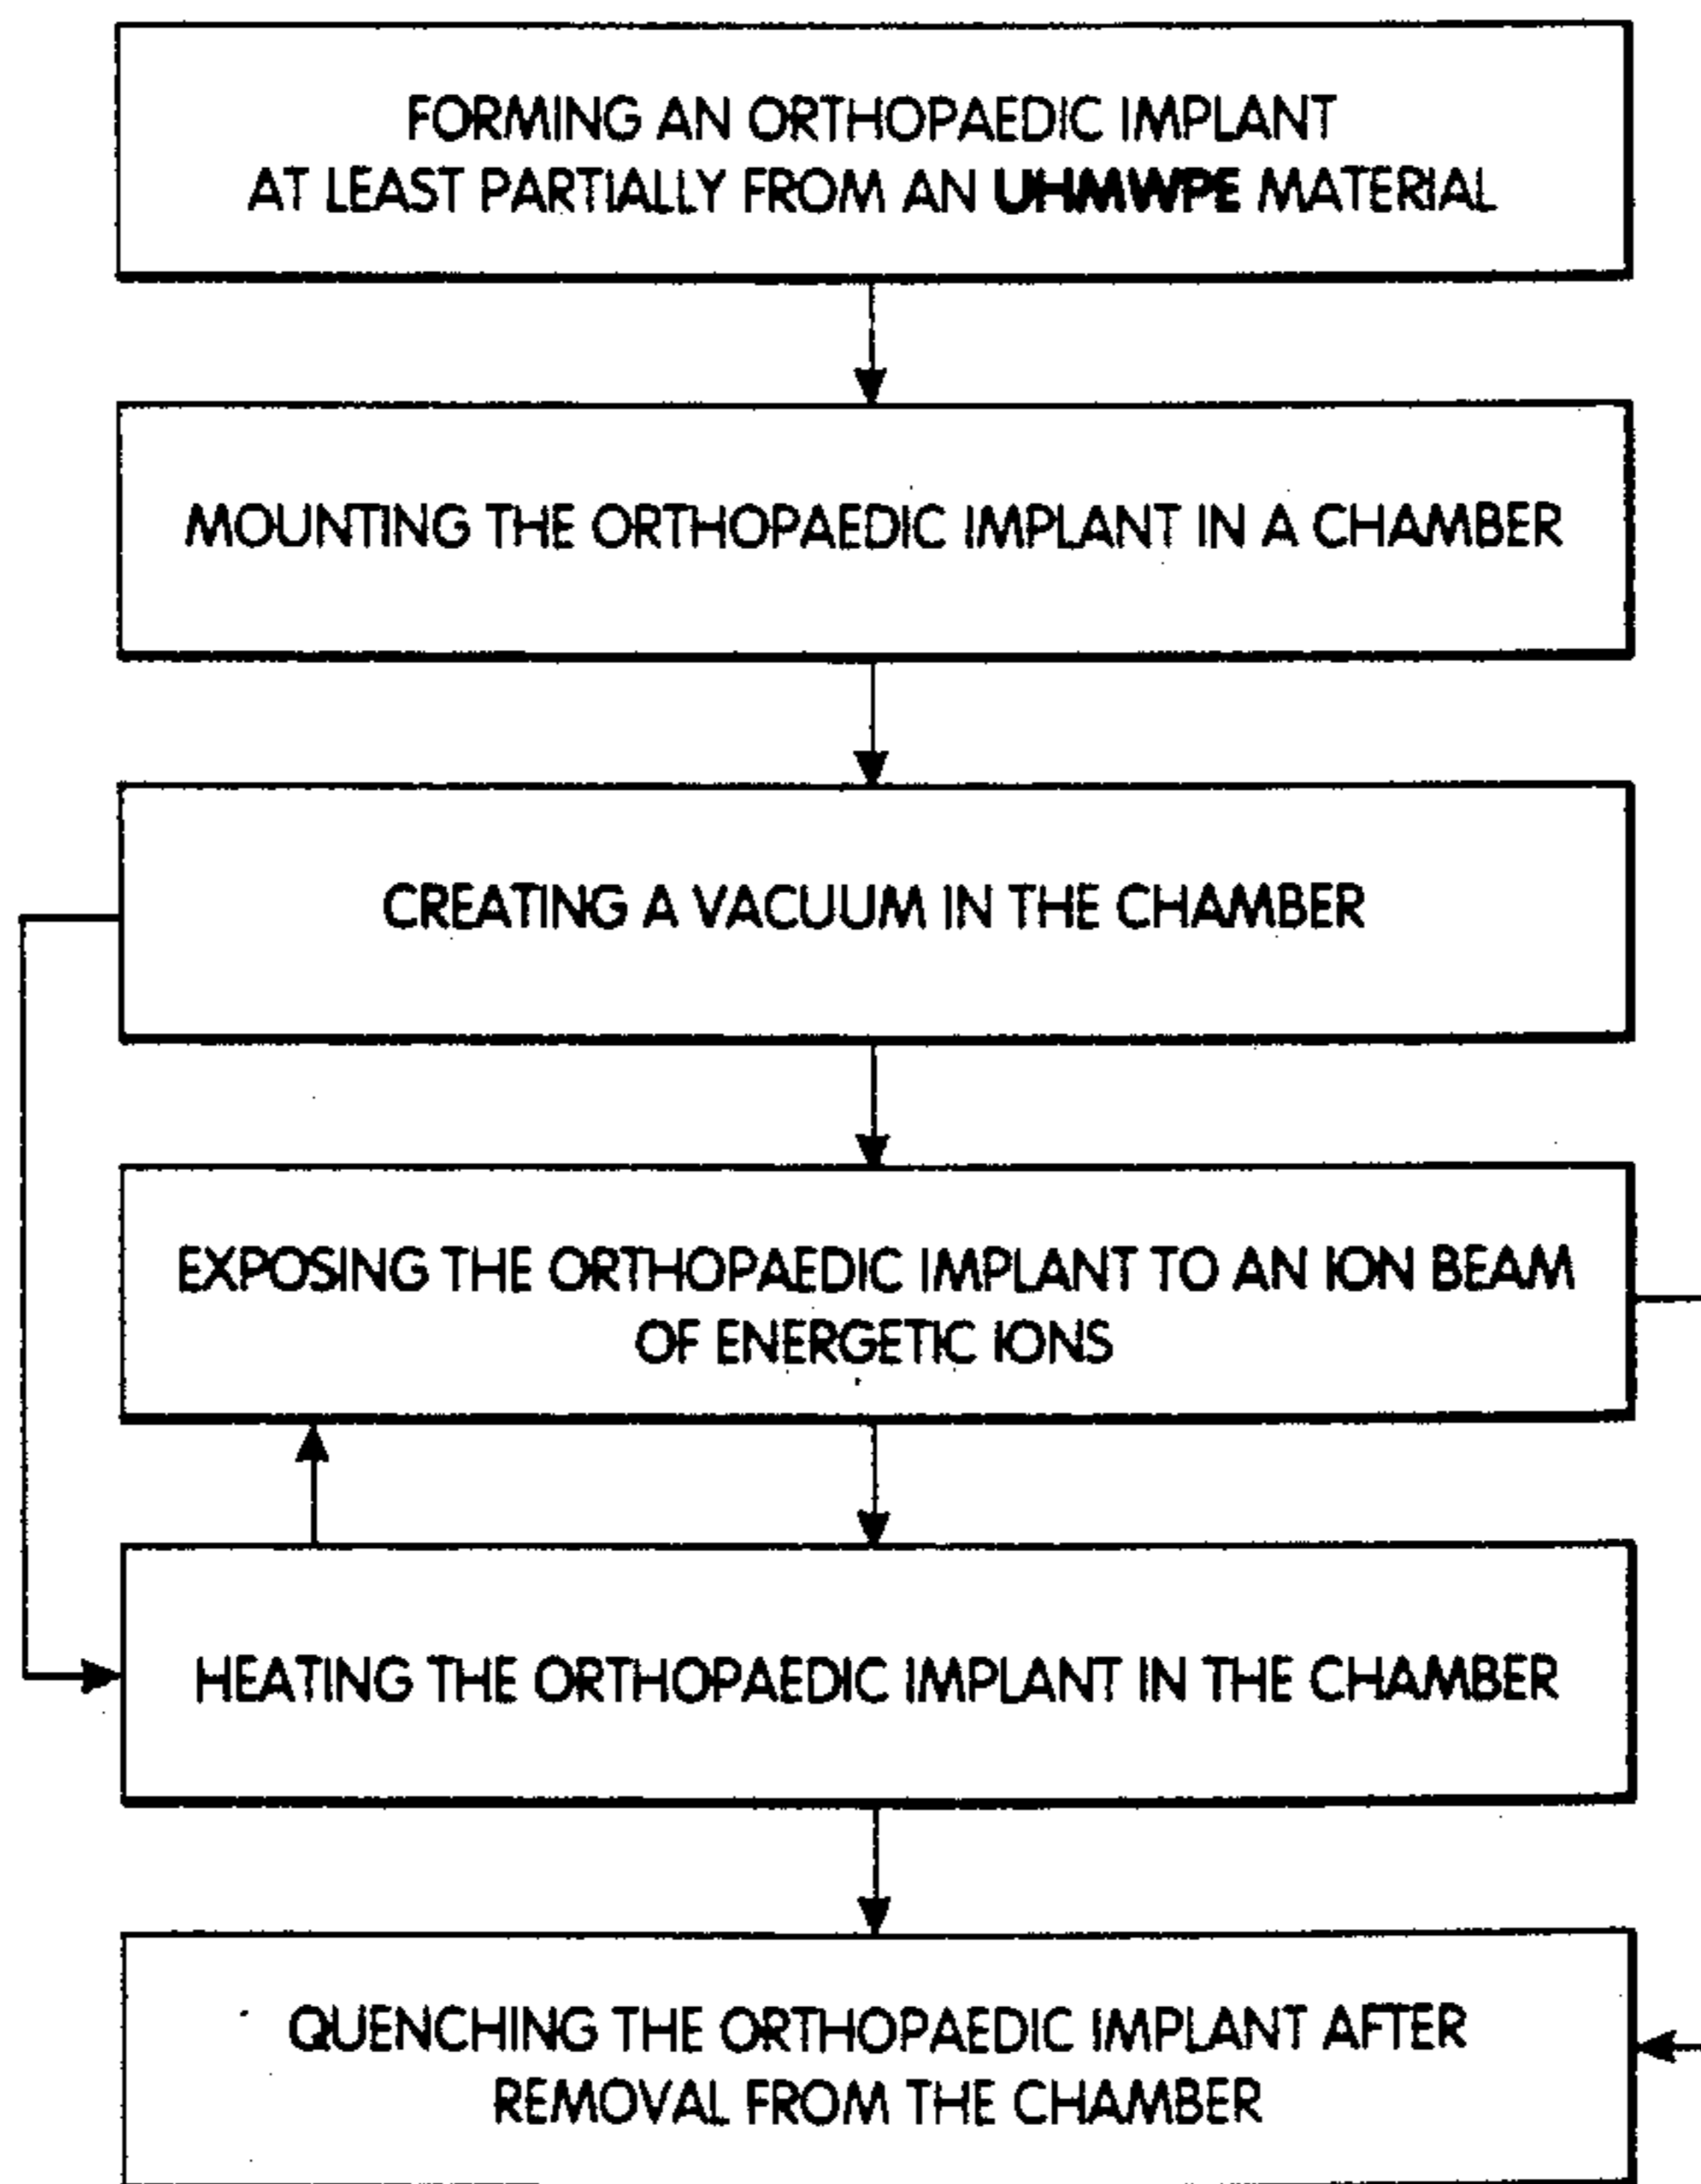 FORMING AN ORTHOPAEDIC IMPLANT
AT LEAST PARTIALLY FROM AN UHMWPE MATERIAL
MOUNTING THE ORTHOPAEDIC IMPLANT IN A CHAMBER
CREATING A VACUUM IN THE CHAMBER
EXPOSING THE ORTHOPAEDIC IMPLANT TO AN ION BEAM
OF ENERGETIC IONS
HEATING THE ORTHOPAEDIC IMPLANT IN THE CHAMBER
QUENCHING THE ORTHOPAEDIC IMPLANT AFTER
REMOVAL FROM THE CHAMBER